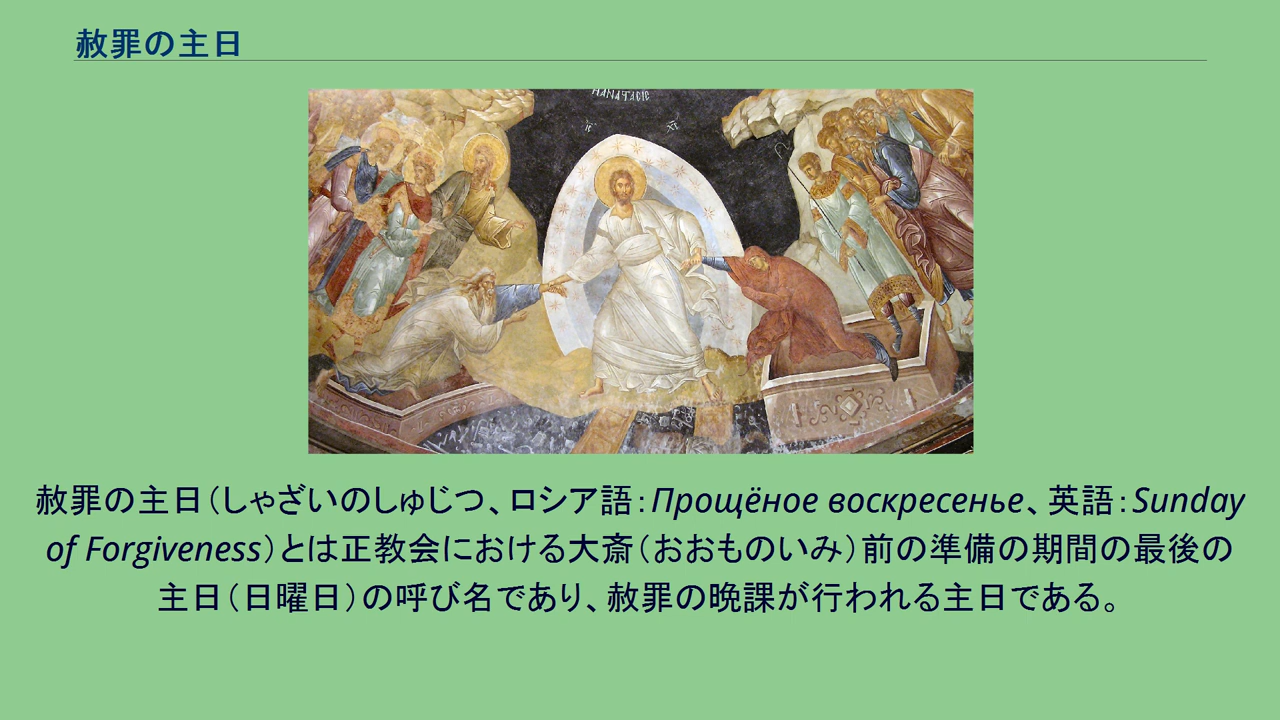 赦罪の主日
赦罪の主日（しゃざいのしゅじつ、ロシア語：Прощёное воскресенье、英語：Sunday
of Forgiveness）とは正教会における大斎（おおものいみ）前の準備の期間の最後の
主日（日曜日）の呼び名であり、赦罪の晩課が行われる主日である。